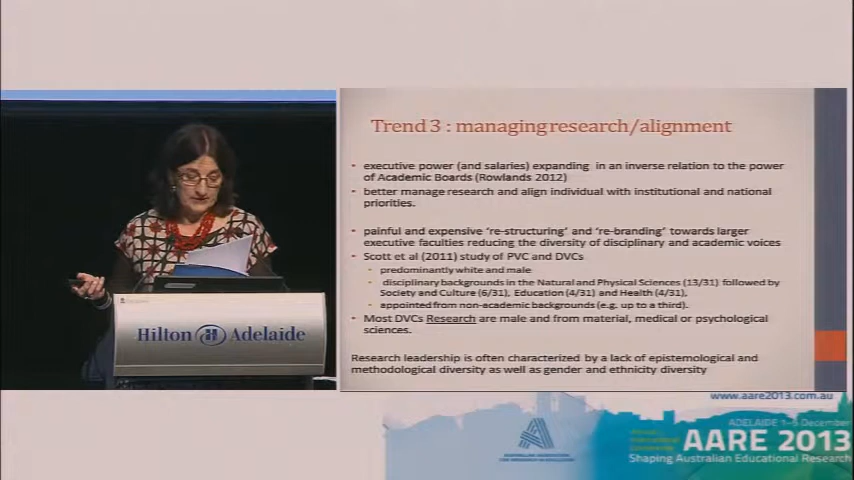 Trend 3 : managing research/alignment
• executive power (and salaries) expanding in an inverse relation to the power
of Academic Boards (Rowlands 2012)
• better manage research and align individual with institutional and national
priorities.
• painful and expensive 're-structuring' and 're-branding' towards larger
executive faculties reducing the diversity of disciplinary and academic voices
• Scott et al (2011) study of PVC and DVCs
• predominantly white and male
• disciplinary backgrounds in the Natural and Physical Sciences (13/31) followed by
Society and Culture (6/31), Education (4/31) and Health (4/31),
• appointed from non-academic backgrounds (e.g. up to a third).
• Most DVCs Research are male and from material, medical or psychological
sciences.
Research leadership is often characterized by a lack of epistemological and
methodological diversity as well as gender and ethnicity diversity
Hilton Adelaide
www.aare2013.com.au
AARE 2013
Shaping Australian Educational Research